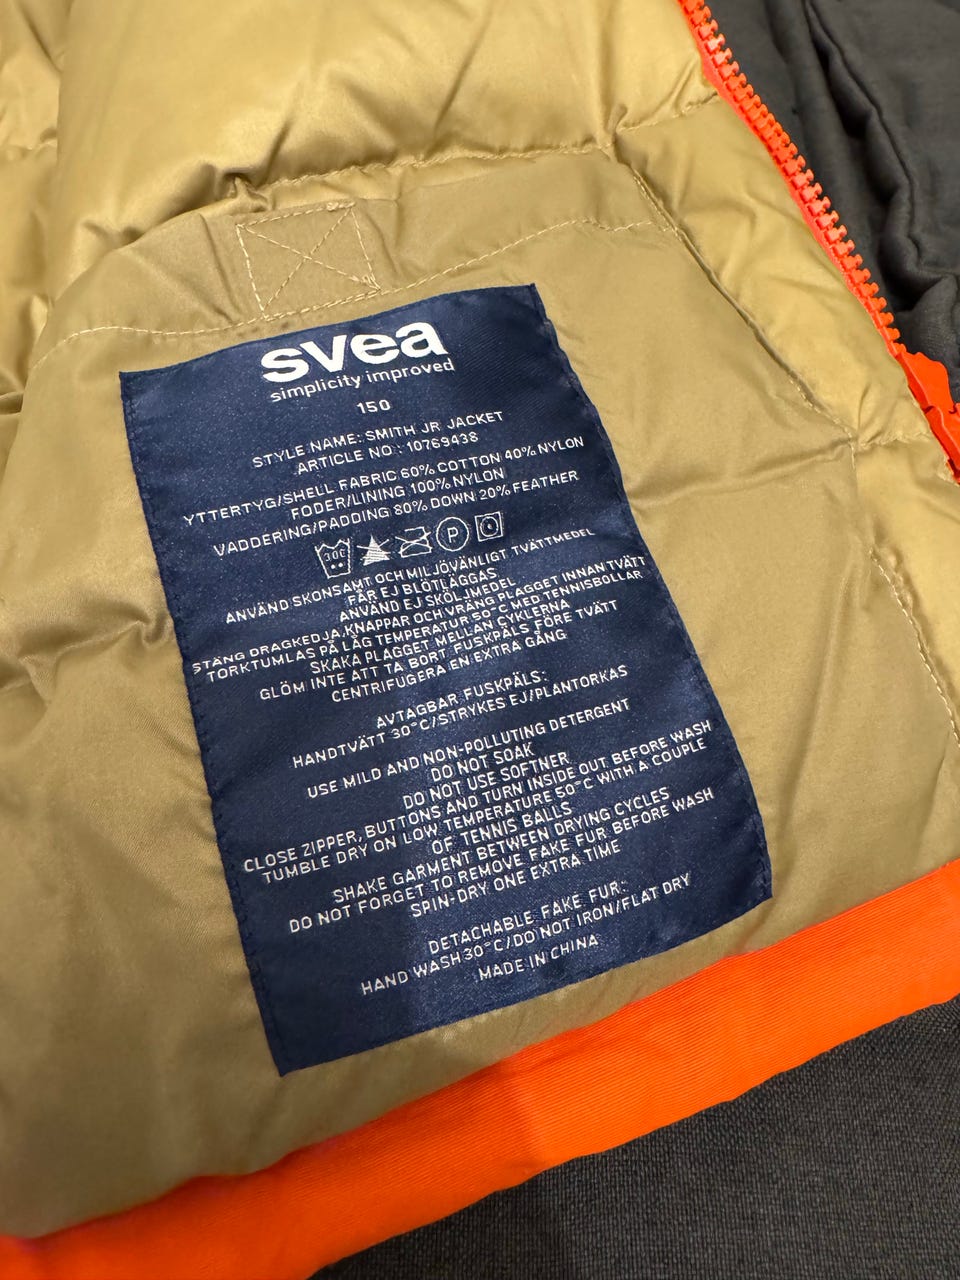 svea
simplicity improved
150
STYLE NAME: SMITH JR JACKET
ARTICLE NO.: 10769438
YTTERTYG/SHELL FABRIC 60% COTTON 40% NYLON
FODER/LINING 100% NYLON
VADDERING/PADDING 80% DOWN 20% FEATHER
30C P
ANVÄND SKONSAMT OCH MILJÖVÄNLIGT TVÄTTMEDEL
FÅR EJ BLÖTLÄGGAS
ANVÄND EJ SKÖLJMEDEL
STÄNG DRAGKEDJA, KNAPPAR OCH VRÄNG PLAGGET INNAN TVÄTT
TORKTUMLAS PÅ LÅG TEMPERATUR 50°C MED TENNISBOLLAR
SKAKA PLAGGET MELLAN CYKLERNA
GLÖM INTE ATT TA BORT FUSKPÄLS FÖRE TVÄTT
CENTRIFUGERA EN EXTRA GÅNG
AVTAGBAR FUSKPÄLS:
HANDTVÄTT 30°C/STRYKES EJ/PLANTORKAS
USE MILD AND NON-POLLUTING DETERGENT
DO NOT SOAK
DO NOT USE SOFTNER
CLOSE ZIPPER, BUTTONS AND TURN INSIDE OUT BEFORE WASH
TUMBLE DRY ON LOW TEMPERATURE 50°C WITH A COUPLE
OF TENNIS BALLS
SHAKE GARMENT BETWEEN DRYING CYCLES
DO NOT FORGET TO REMOVE FAKE FUR BEFORE WASH
SPIN-DRY ONE EXTRA TIME
DETACHABLE FAKE FUR:
HAND WASH 30°C/DO NOT IRON/FLAT DRY
MADE IN CHINA